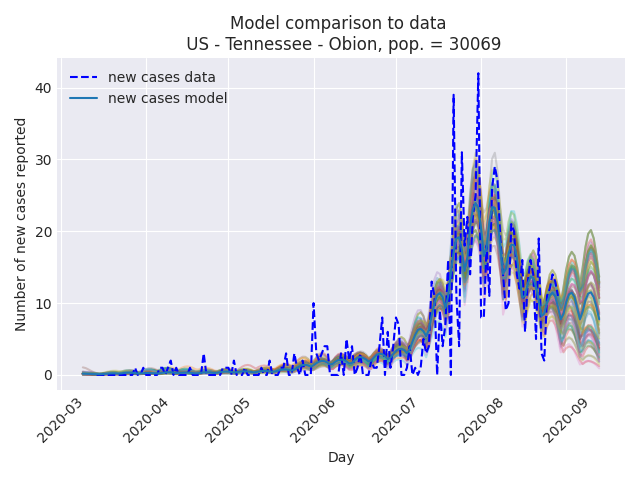 Model comparison to data
US - Tennessee - Obion, pop. = 30069
new cases data
new cases model
Number of new cases reported
40
30
20
10
0
2020-03
2020-04
2020-05
2020-06
2020-07
2020-08
2020-09
Day